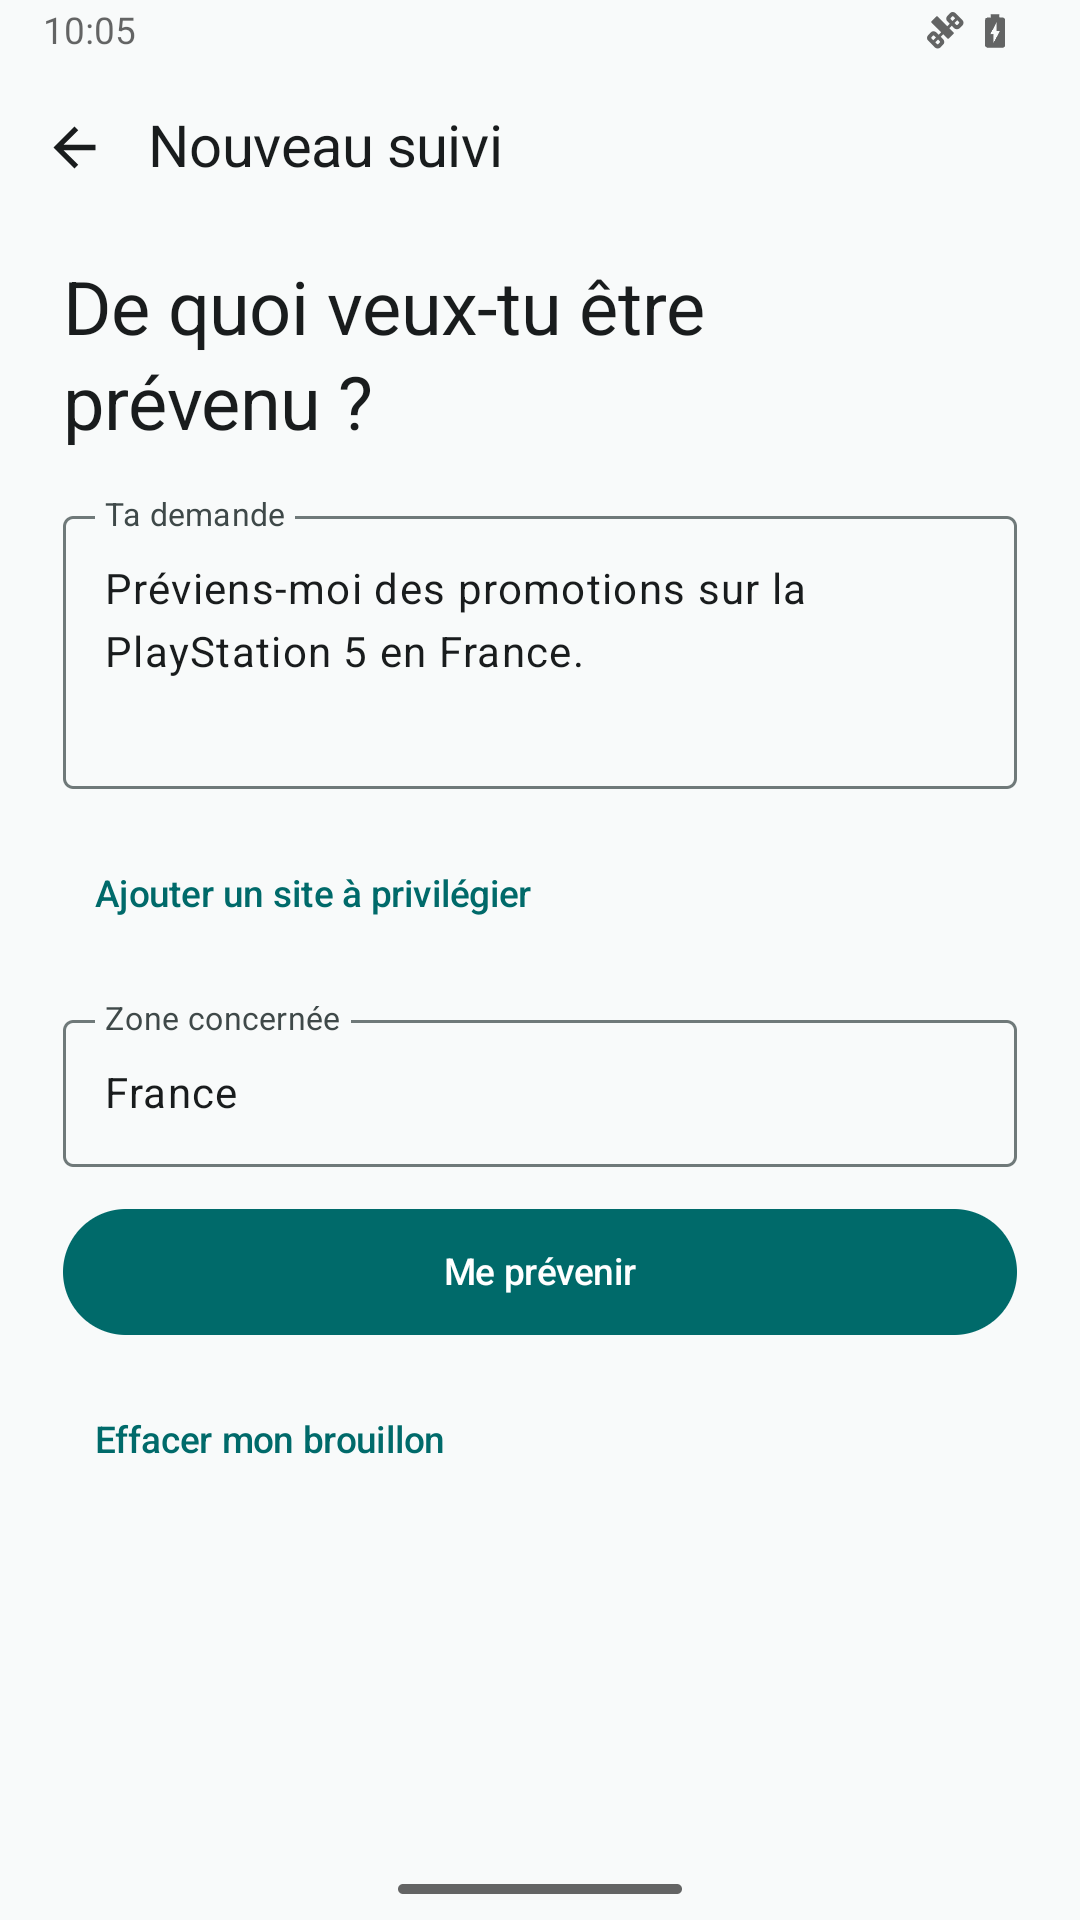 10:05
Nouveau suivi
De quoi veux-tu être
prévenu ?
Ta demande
Préviens-moi des promotions sur la
PlayStation 5 en France.
Ajouter un site à privilégier
Zone concernée
France
Me prévenir
Effacer mon brouillon